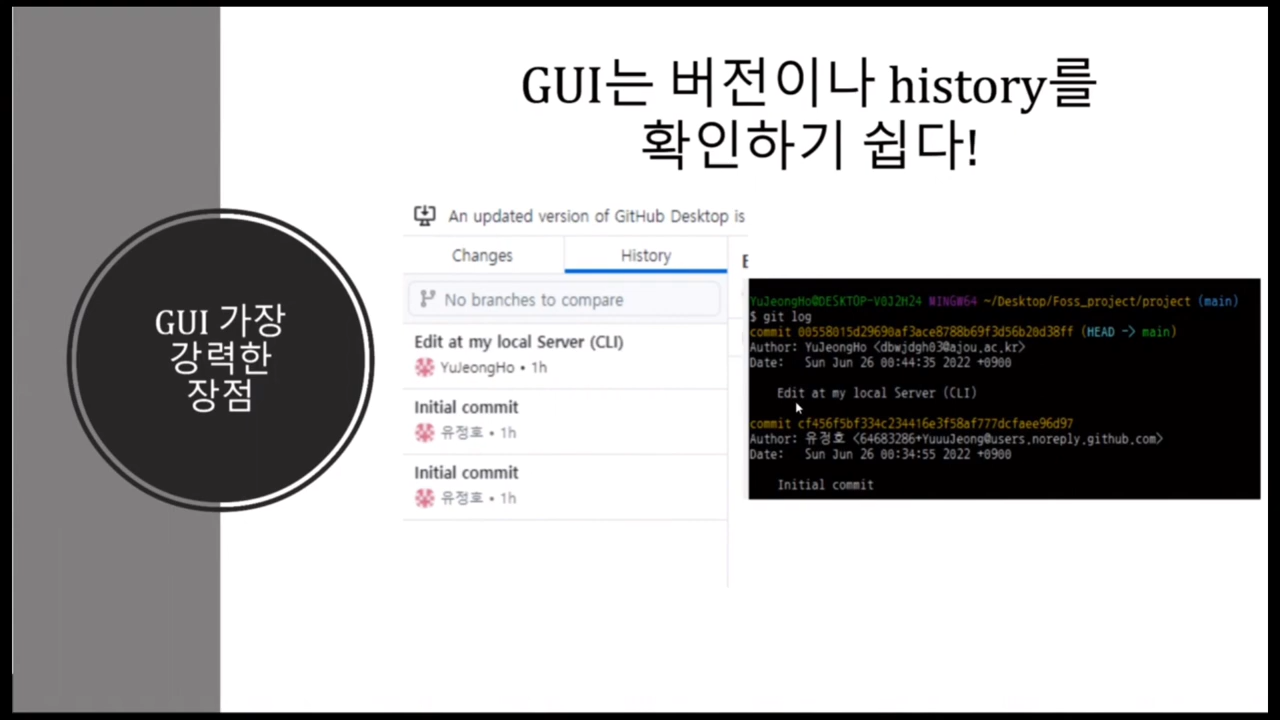 GUI는 버전이나 history를
확인하기 쉽다!
GUI 가장
강력한
장점
An updated version of GitHub Desktop is
Changes
History
No branches to compare
Edit at my local Server (CLI)
YuJeongHo • 1h
Initial commit
유정호 • 1h
Initial commit
유정호 • 1h
YuJeongHo@DESKTOP-V0J2H24 MINGW64 ~/Desktop/Foss_project/project (main)
$ git log
commit 00558015d29690af3ace8788b69f3d56b20d38ff (HEAD -> main)
Author: YuJeongHo <dbwjdgh03@ajou.ac.kr>
Date: Sun Jun 26 00:44:35 2022 +0900
Edit at my local Server (CLI)
commit cf456f5bf334c234416e3f58af777dcfaee96d97
Author: 유정호 <64683286+YuuuJeong@users.noreply.github.com>
Date: Sun Jun 26 00:34:55 2022 +0900
Initial commit